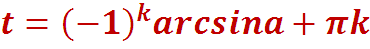 t = (−1)^k arcsina + πk